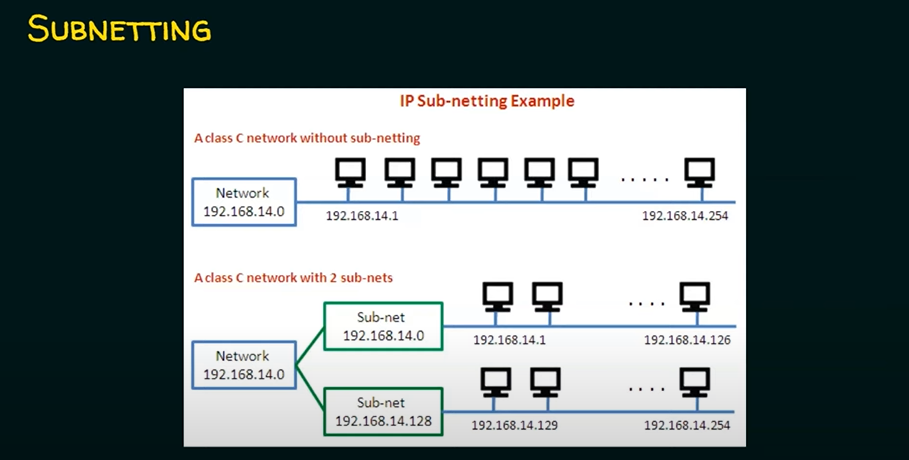 SUBNETTING
IP Sub-netting Example
A class C network without sub-netting
Network
192.168.14.0
192.168.14.1
.....
192.168.14.254
A class C network with 2 sub-nets
Sub-net
192.168.14.0
....
192.168.14.1
192.168.14.126
Network
192.168.14.0
Sub-net
192.168.14.128
....
192.168.14.129
192.168.14.254